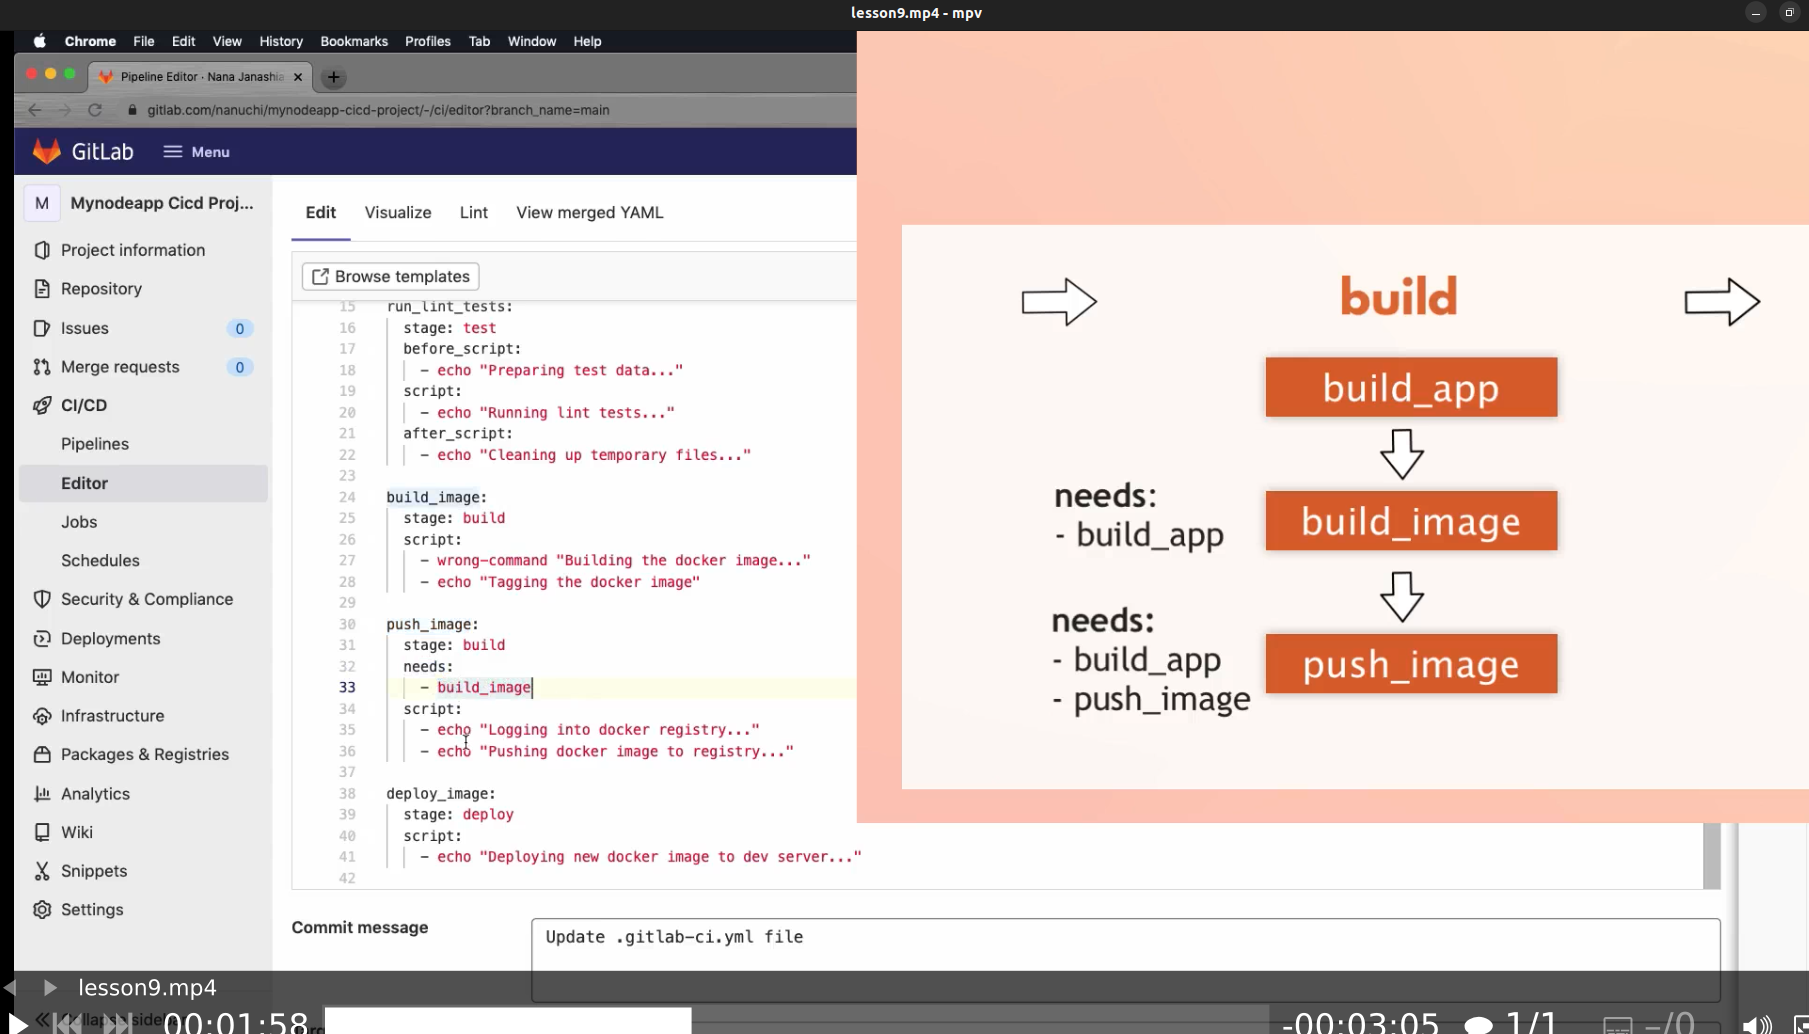 lesson9.mp4 - mpv
Chrome File Edit View History Bookmarks Profiles Tab Window Help
Pipeline Editor · Nana Janashia
gitlab.com/nanuchi/mynodeapp-cicd-project/-/ci/editor?branch_name=main
GitLab Menu
M Mynodeapp Cicd Proj...
Project information
Repository
Issues 0
Merge requests 0
CI/CD
Pipelines
Editor
Jobs
Schedules
Security & Compliance
Deployments
Monitor
Infrastructure
Packages & Registries
Analytics
Wiki
Snippets
Settings
Edit Visualize Lint View merged YAML
Browse templates
15 run_lint_tests:
16 stage: test
17 before_script:
18 - echo "Preparing test data..."
19 script:
20 - echo "Running lint tests..."
21 after_script:
22 - echo "Cleaning up temporary files..."
23
24 build_image:
25 stage: build
26 script:
27 - wrong-command "Building the docker image..."
28 - echo "Tagging the docker image"
29
30 push_image:
31 stage: build
32 needs:
33 - build_image
34 script:
35 - echo "Logging into docker registry..."
36 - echo "Pushing docker image to registry..."
37
38 deploy_image:
39 stage: deploy
40 script:
41 - echo "Deploying new docker image to dev server..."
42
build
build_app
needs:
- build_app
build_image
needs:
- build_app
- push_image
push_image
Commit message
Update .gitlab-ci.yml file
lesson9.mp4
Collapse sidebar
00:01:58
-00:03:05 1/1 –/0